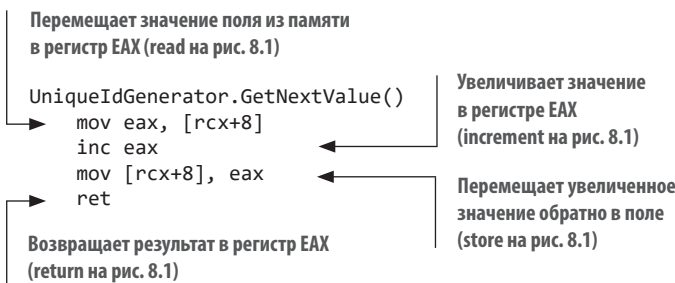 Перемещает значение поля из памяти
в регистр EAX (read на рис. 8.1)
UniqueIdGenerator.GetNextValue()
mov eax, [rcx+8]
inc eax
mov [rcx+8], eax
ret
Увеличивает значение
в регистре EAX
(increment на рис. 8.1)
Перемещает увеличенное
значение обратно в поле
(store на рис. 8.1)
Возвращает результат в регистр EAX
(return на рис. 8.1)